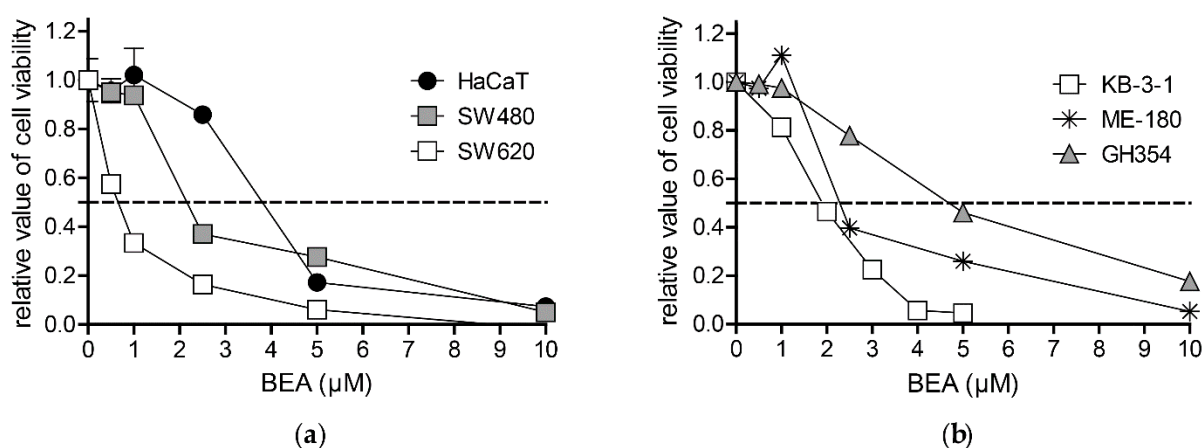 relative value of cell viability
1.2
1.0
0.8
0.6
0.4
0.2
0.0
0 1 2 3 4 5 6 7 8 9 10
BEA (µM)
HaCaT
SW480
SW620
(a)
relative value of cell viability
1.2
1.0
0.8
0.6
0.4
0.2
0.0
0 1 2 3 4 5 6 7 8 9 10
BEA (µM)
KB-3-1
ME-180
GH354
(b)